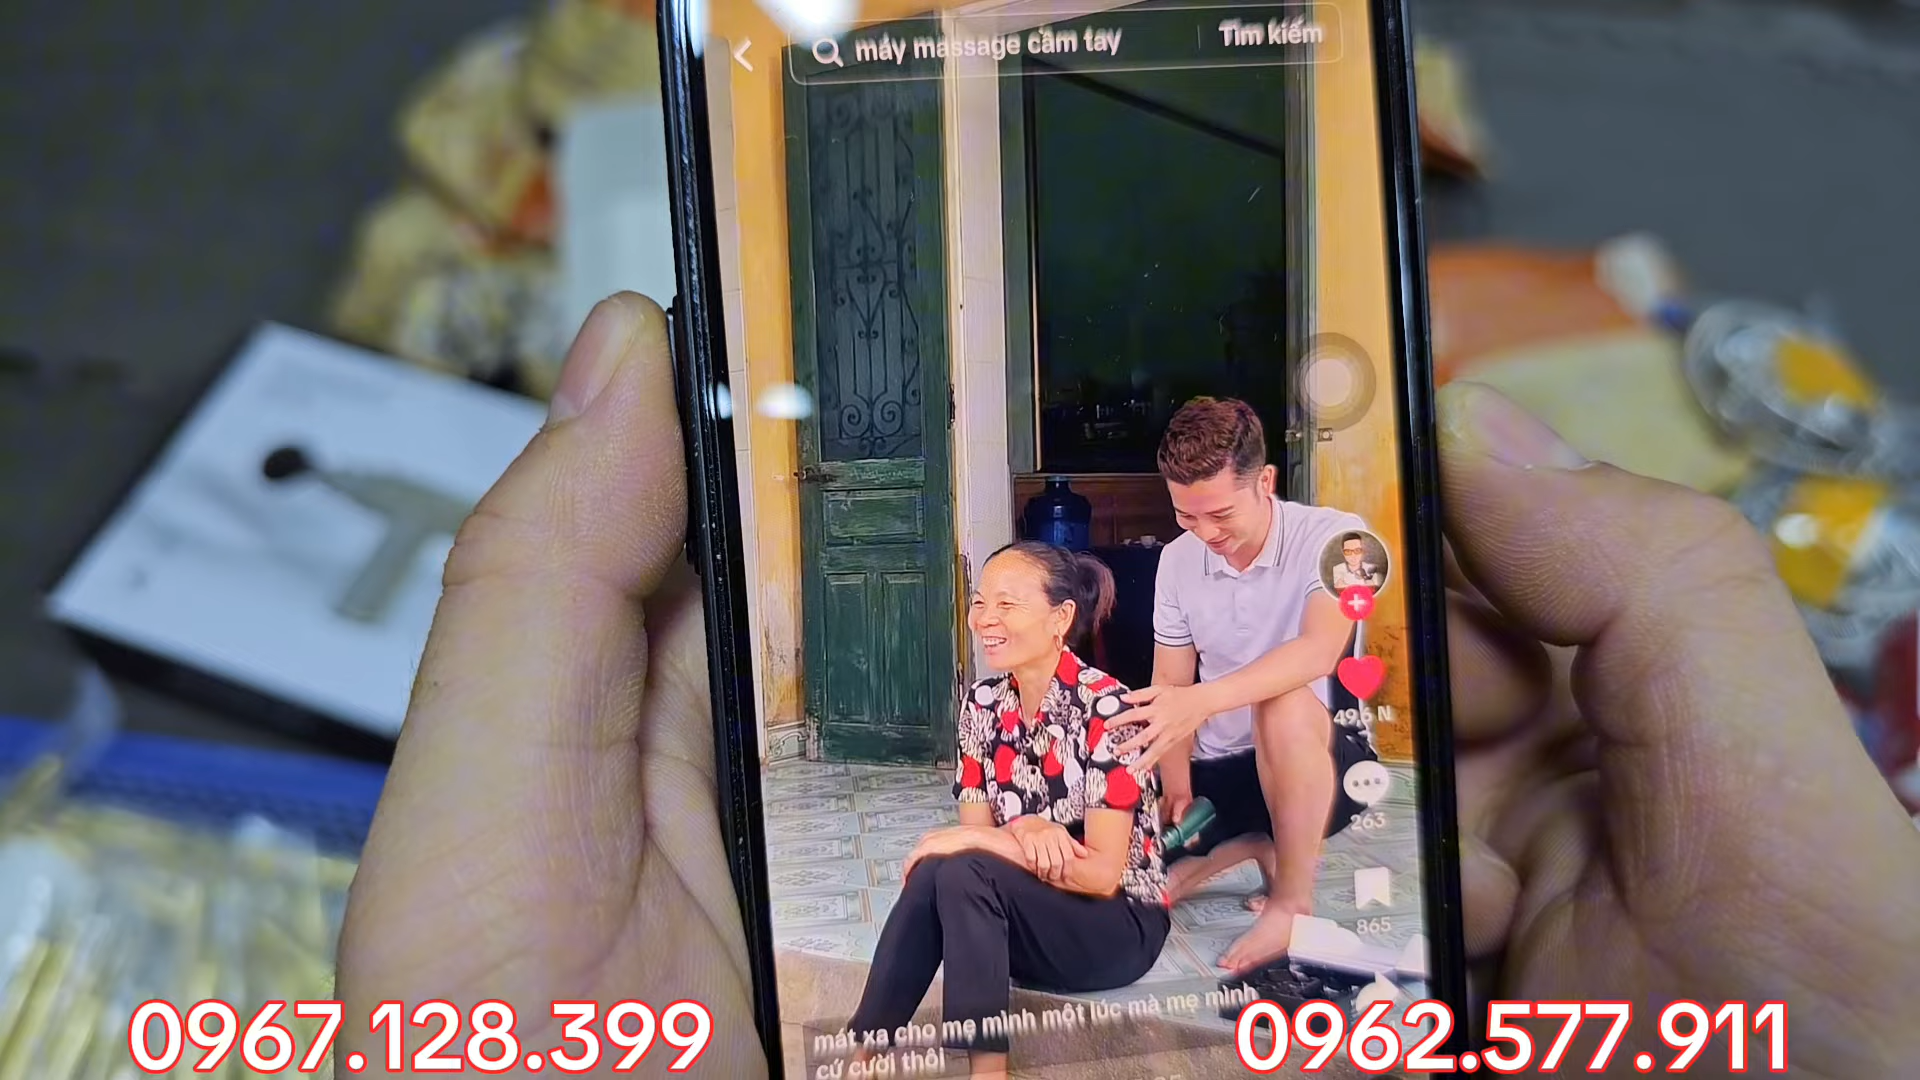 máy massage cầm tay
Tìm kiếm
49,6 N
263
865
mát xa cho mẹ mình một lúc mà mẹ mình
cứ cười thôi
0967.128.399
0962.577.911